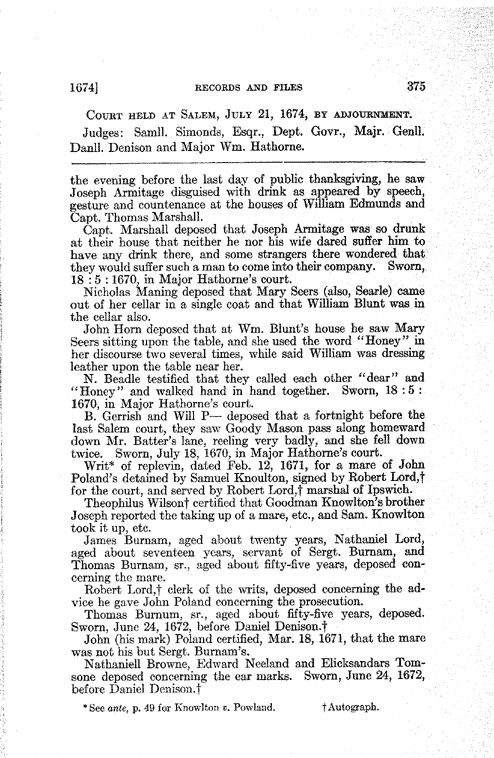 1674] RECORDS AND FILES 375
COURT HELD AT SALEM, JULY 21, 1674, BY ADJOURNMENT.
Judges: Samll. Simonds, Esqr., Dept. Govr., Majr. Genll.
Danll. Denison and Major Wm. Hathorne.
the evening before the last day of public thanksgiving, he saw
Joseph Armitage disguised with drink as appeared by speech,
gesture and countenance at the houses of William Edmunds and
Capt. Thomas Marshall.
Capt. Marshall deposed that Joseph Armitage was so drunk
at their house that neither he nor his wife dared suffer him to
have any drink there, and some strangers there wondered that
they would suffer such a man to come into their company. Sworn,
18 : 5 : 1670, in Major Hathorne's court.
Nicholas Maning deposed that Mary Seers (also, Searle) came
out of her cellar in a single coat and that William Blunt was in
the cellar also.
John Horn deposed that at Wm. Blunt's house he saw Mary
Seers sitting upon the table, and she used the word "Honey" in
her discourse two several times, while said William was dressing
leather upon the table near her.
N. Beadle testified that they called each other "dear" and
"Honey" and walked hand in hand together. Sworn, 18 : 5 :
1670, in Major Hathorne's court.
B. Gerrish and Will P— deposed that a fortnight before the
last Salem court, they saw Goody Mason pass along homeward
down Mr. Batter's lane, reeling very badly, and she fell down
twice. Sworn, July 18, 1670, in Major Hathorne's court.
Writ* of replevin, dated Feb. 12, 1671, for a mare of John
Poland's detained by Samuel Knoulton, signed by Robert Lord,†
for the court, and served by Robert Lord,† marshal of Ipswich.
Theophilus Wilson† certified that Goodman Knowlton's brother
Joseph reported the taking up of a mare, etc., and Sam. Knowlton
took it up, etc.
James Burnam, aged about twenty years, Nathaniel Lord,
aged about seventeen years, servant of Sergt. Burnam, and
Thomas Burnam, sr., aged about fifty-five years, deposed con-
cerning the mare.
Robert Lord,† clerk of the writs, deposed concerning the ad-
vice he gave John Poland concerning the prosecution.
Thomas Burnum, sr., aged about fifty-five years, deposed.
Sworn, June 24, 1672, before Daniel Denison.†
John (his mark) Poland certified, Mar. 18, 1671, that the mare
was not his but Sergt. Burnam's.
Nathaniell Browne, Edward Neeland and Elicksandars Tom-
sone deposed concerning the ear marks. Sworn, June 24, 1672,
before Daniel Denison.†
*See ante, p. 49 for Knowlton v. Powland. †Autograph.